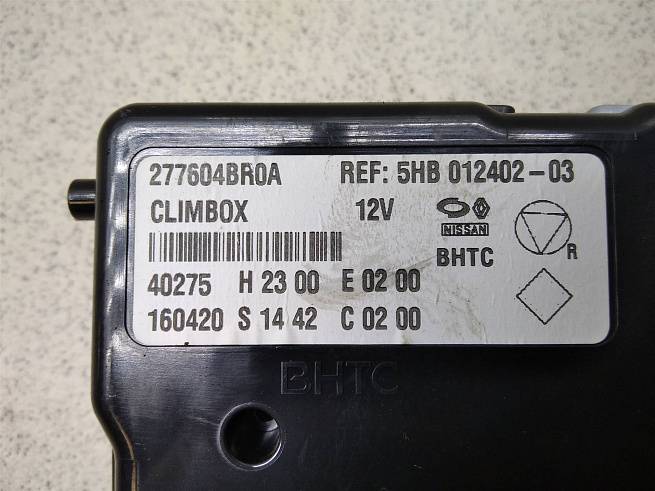 277604BR0A REF: 5HB 012402-03
CLIMBOX 12V
NISSAN
BHTC
R
40275 H 23 00 E 02 00
160420 S 14 42 C 02 00
BHTC